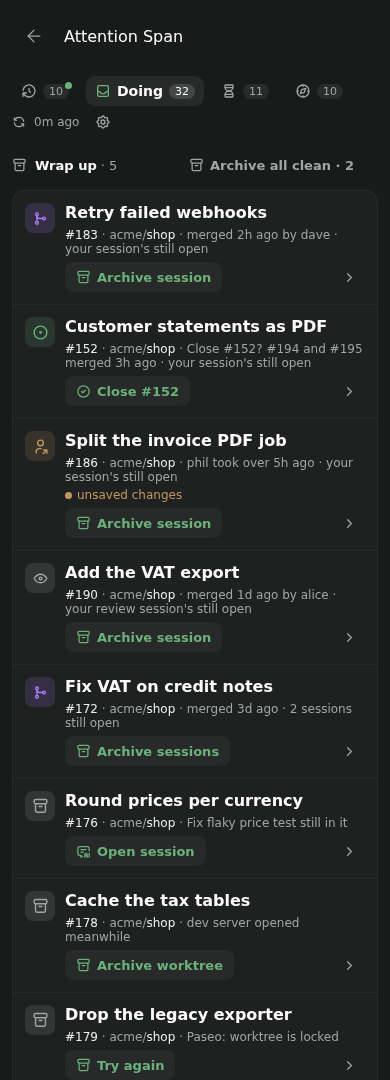 Attention Span
10
Doing 32
11
10
0m ago
Wrap up · 5
Archive all clean · 2
Retry failed webhooks
#183 · acme/shop · merged 2h ago by dave ·
your session's still open
Archive session
Customer statements as PDF
#152 · acme/shop · Close #152? #194 and #195
merged 3h ago · your session's still open
Close #152
Split the invoice PDF job
#186 · acme/shop · phil took over 5h ago · your
session's still open
unsaved changes
Archive session
Add the VAT export
#190 · acme/shop · merged 1d ago by alice ·
your review session's still open
Archive session
Fix VAT on credit notes
#172 · acme/shop · merged 3d ago · 2 sessions
still open
Archive sessions
Round prices per currency
#176 · acme/shop · Fix flaky price test still in it
Open session
Cache the tax tables
#178 · acme/shop · dev server opened
meanwhile
Archive worktree
Drop the legacy exporter
#179 · acme/shop · Paseo: worktree is locked
Try again